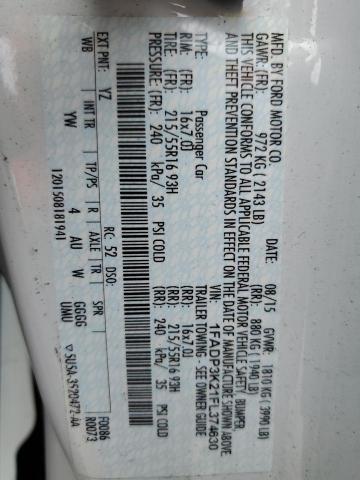 MFD. BY FORD MOTOR CO.
DATE: 08/15 GVWR: 1810 KG (3990 LB)
GAWR: (FR): 972 KG (2143 LB) (RR): 880 KG (1940 LB)
THIS VEHICLE CONFORMS TO ALL APPLICABLE FEDERAL MOTOR VEHICLE SAFETY, BUMPER,
AND THEFT PREVENTION STANDARDS IN EFFECT ON THE DATE OF MANUFACTURE SHOWN ABOVE.
1FADP3K21FL374630
TYPE: Passenger Car TRAILER TOWING - SEE OWNER GUIDE
RIM: (FR) 16x7.0J (RR): 16x7.0J
TIRE: (FR) 215/55R16 93H (RR): 215/55R16 93H
PRESSURE: (FR): 240 kPa/ 35 PSI COLD (RR): 240 kPa/ 35 PSI COLD
EXT PNT: YZ RC: 52 DSO: F0086
R0073
WB INT TR TP/PS R AXLE TR SPR
YW 4 AU W GGGG UMU
1201508181941 ▽ 5U5A-3520472-AA